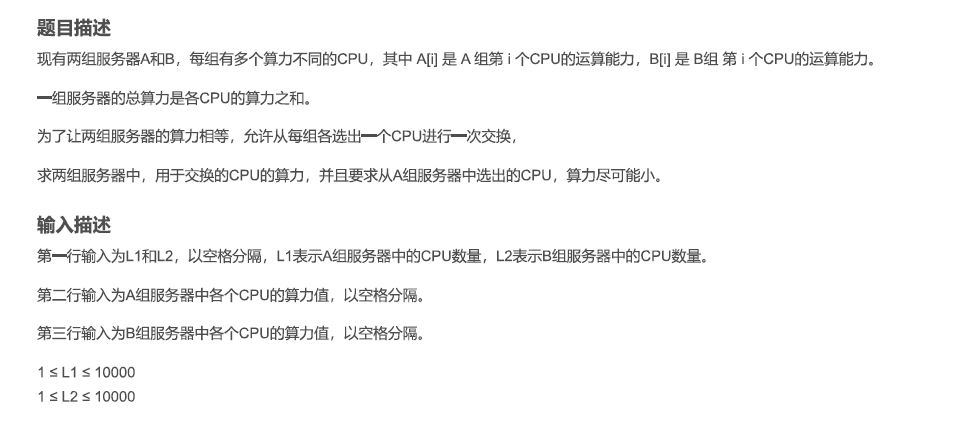 题目描述
现有两组服务器A和B，每组有多个算力不同的CPU，其中 A[i] 是 A 组第 i 个CPU的运算能力，B[i] 是 B组 第 i 个CPU的运算能力。
一组服务器的总算力是各CPU的算力之和。
为了让两组服务器的算力相等，允许从每组各选出一个CPU进行一次交换，
求两组服务器中，用于交换的CPU的算力，并且要求从A组服务器中选出的CPU，算力尽可能小。
输入描述
第一行输入为L1和L2，以空格分隔，L1表示A组服务器中的CPU数量，L2表示B组服务器中的CPU数量。
第二行输入为A组服务器中各个CPU的算力值，以空格分隔。
第三行输入为B组服务器中各个CPU的算力值，以空格分隔。
1 ≤ L1 ≤ 10000
1 ≤ L2 ≤ 10000